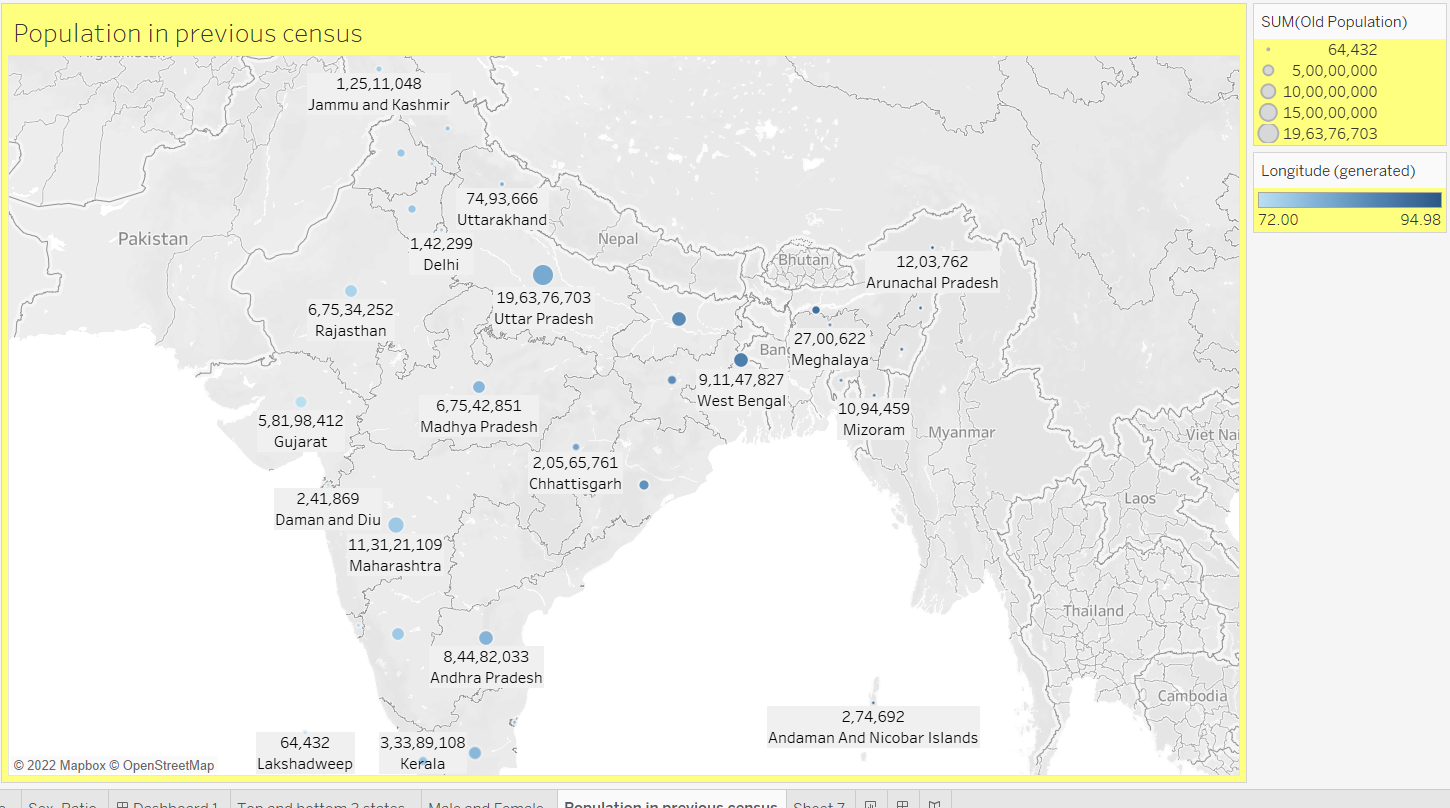 Population in previous census
1,25,11,048
Jammu and Kashmir
74,93,666
Uttarakhand
Pakistan
Nepal
1,42,299
Delhi
Bhutan
12,03,762
Arunachal Pradesh
6,75,34,252
Rajasthan
19,63,76,703
Uttar Pradesh
27,00,622
Meghalaya
9,11,47,827
West Bengal
6,75,42,851
Madhya Pradesh
5,81,98,412
Gujarat
10,94,459
Mizoram
Myanmar
2,05,65,761
Chhattisgarh
Laos
2,41,869
Daman and Diu
11,31,21,109
Maharashtra
Thailand
8,44,82,033
Andhra Pradesh
Cambodia
2,74,692
Andaman And Nicobar Islands
64,432
Lakshadweep
3,33,89,108
Kerala
© 2022 Mapbox © OpenStreetMap
SUM(Old Population)
64,432
5,00,00,000
10,00,00,000
15,00,00,000
19,63,76,703
Longitude (generated)
72.00 94.98
Sex Ratio Dashboard 1 Top and bottom 3 states Male and Female Population in previous census Sheet 7